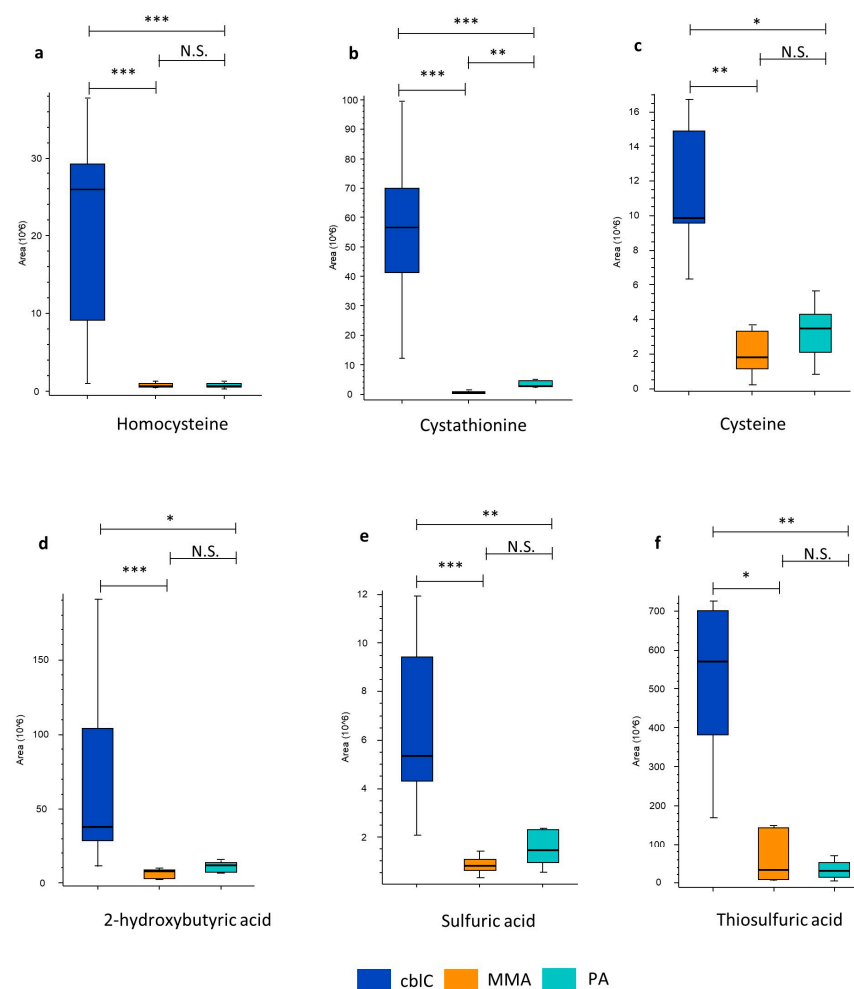 a
***
N.S.
***
Area (10^6)
30
20
10
0
Homocysteine
b
***
**
***
Area (10^6)
100
90
80
70
60
50
40
30
20
10
0
Cystathionine
c
*
N.S.
**
Area (10^6)
16
14
12
10
8
6
4
2
0
Cysteine
d
*
N.S.
***
Area (10^6)
150
100
50
0
2-hydroxybutyric acid
e
**
N.S.
***
Area (10^6)
12
10
8
6
4
2
Sulfuric acid
f
**
N.S.
*
Area (10^6)
700
600
500
400
300
200
100
0
Thiosulfuric acid
cblC MMA PA